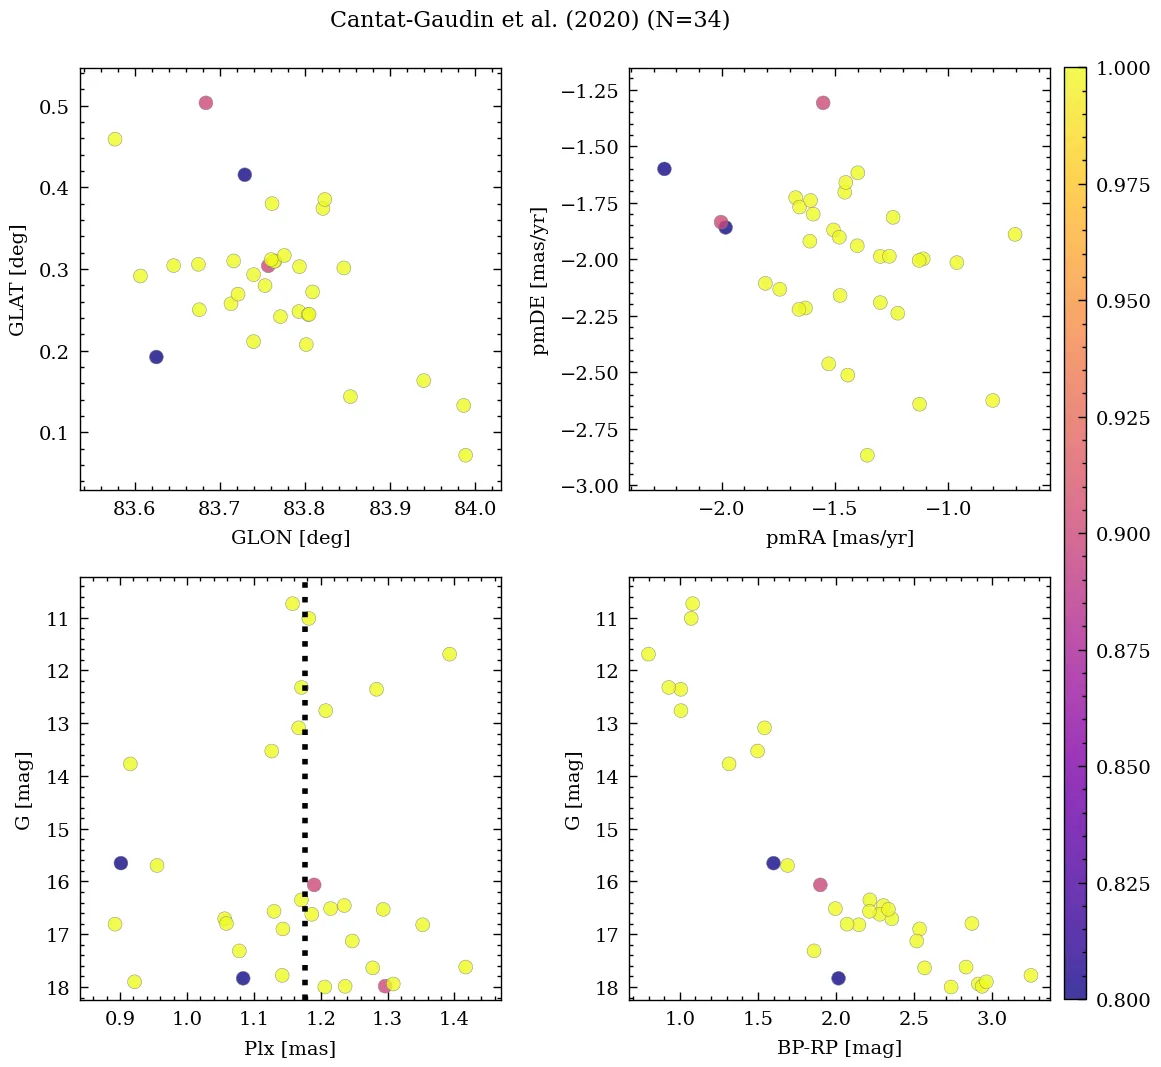 Cantat-Gaudin et al. (2020) (N=34)
0.5
0.4
0.3
0.2
0.1
GLAT [deg]
83.6 83.7 83.8 83.9 84.0
GLON [deg]
−1.25
−1.50
−1.75
−2.00
−2.25
−2.50
−2.75
−3.00
pmDE [mas/yr]
−2.0 −1.5 −1.0
pmRA [mas/yr]
11
12
13
14
15
16
17
18
G [mag]
0.9 1.0 1.1 1.2 1.3 1.4
Plx [mas]
11
12
13
14
15
16
17
18
G [mag]
1.0 1.5 2.0 2.5 3.0
BP-RP [mag]
1.000
0.975
0.950
0.925
0.900
0.875
0.850
0.825
0.800